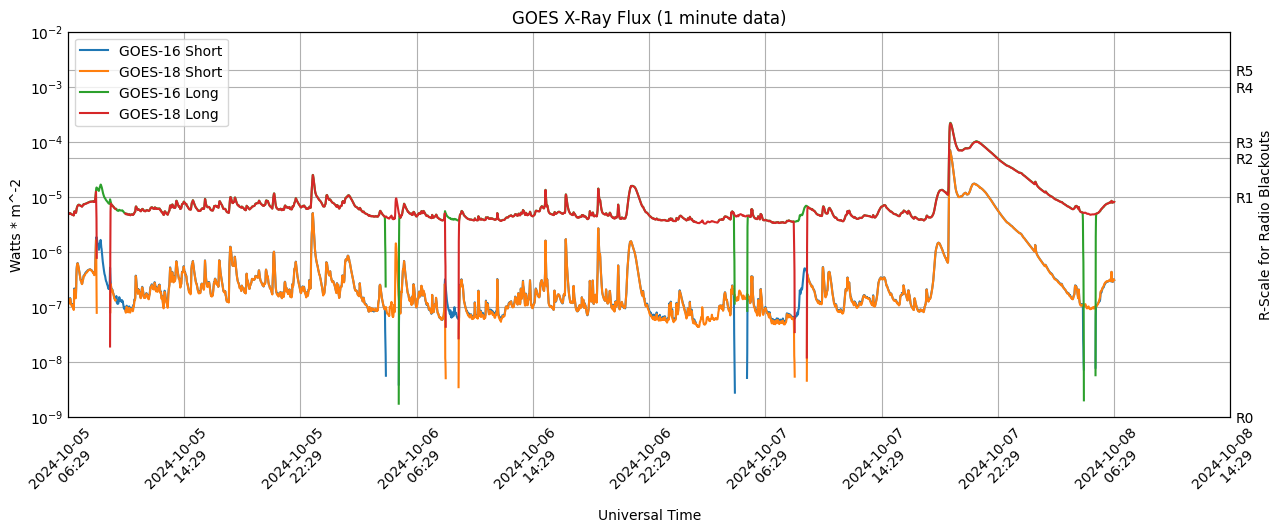 GOES X-Ray Flux (1 minute data)
GOES-16 Short
GOES-18 Short
GOES-16 Long
GOES-18 Long
10^-2
10^-3
10^-4
10^-5
10^-6
10^-7
10^-8
10^-9
Watts * m^-2
R5
R4
R3
R2
R1
R0
R-Scale for Radio Blackouts
2024-10-05
06:29
2024-10-05
14:29
2024-10-05
22:29
2024-10-06
06:29
2024-10-06
14:29
2024-10-06
22:29
2024-10-07
06:29
2024-10-07
14:29
2024-10-07
22:29
2024-10-08
06:29
2024-10-08
14:29
Universal Time